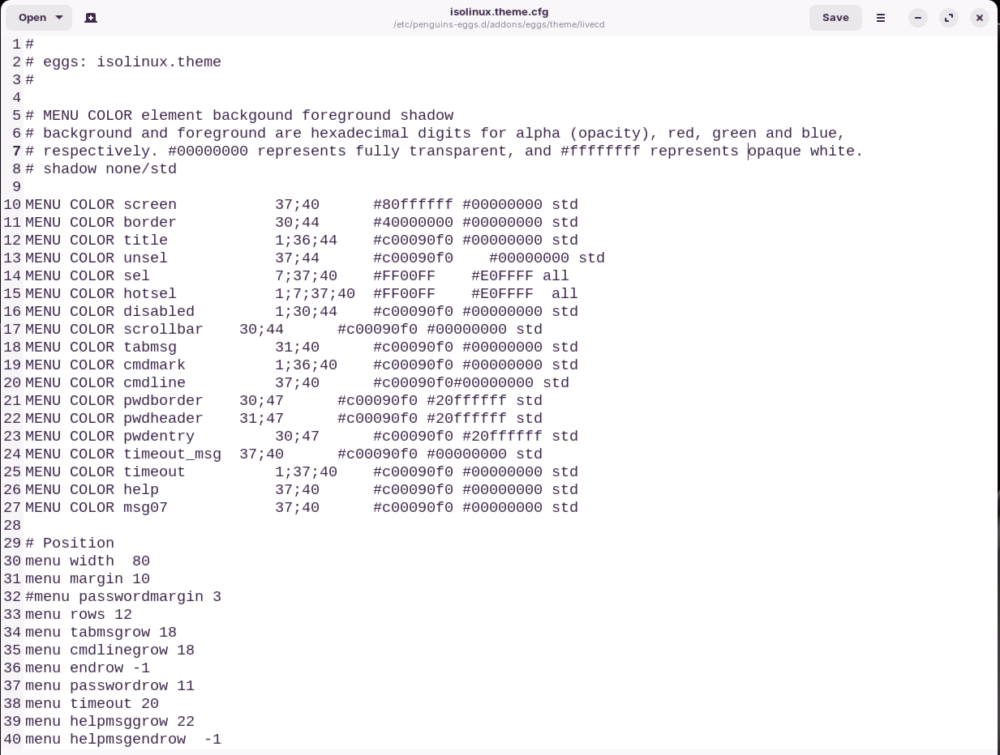 Open
isolinux.theme.cfg
/etc/penguins-eggs.d/addons/eggs/theme/livecd
Save
1 #
2 # eggs: isolinux.theme
3 #
4
5 # MENU COLOR element backgound foreground shadow
6 # background and foreground are hexadecimal digits for alpha (opacity), red, green and blue,
7 # respectively. #00000000 represents fully transparent, and #ffffffff represents opaque white.
8 # shadow none/std
9
10 MENU COLOR screen           37;40      #80ffffff #00000000 std
11 MENU COLOR border           30;44      #40000000 #00000000 std
12 MENU COLOR title            1;36;44    #c00090f0 #00000000 std
13 MENU COLOR unsel            37;44      #c00090f0    #00000000 std
14 MENU COLOR sel              7;37;40    #FF00FF    #E0FFFF all
15 MENU COLOR hotsel           1;7;37;40  #FF00FF    #E0FFFF  all
16 MENU COLOR disabled         1;30;44    #c00090f0 #00000000 std
17 MENU COLOR scrollbar    30;44      #c00090f0 #00000000 std
18 MENU COLOR tabmsg           31;40      #c00090f0 #00000000 std
19 MENU COLOR cmdmark          1;36;40    #c00090f0 #00000000 std
20 MENU COLOR cmdline          37;40      #c00090f0#00000000 std
21 MENU COLOR pwdborder    30;47      #c00090f0 #20ffffff std
22 MENU COLOR pwdheader    31;47      #c00090f0 #20ffffff std
23 MENU COLOR pwdentry         30;47      #c00090f0 #20ffffff std
24 MENU COLOR timeout_msg  37;40      #c00090f0 #00000000 std
25 MENU COLOR timeout          1;37;40    #c00090f0 #00000000 std
26 MENU COLOR help             37;40      #c00090f0 #00000000 std
27 MENU COLOR msg07            37;40      #c00090f0 #00000000 std
28
29 # Position
30 menu width  80
31 menu margin 10
32 #menu passwordmargin 3
33 menu rows 12
34 menu tabmsgrow 18
35 menu cmdlinegrow 18
36 menu endrow -1
37 menu passwordrow 11
38 menu timeout 20
39 menu helpmsggrow 22
40 menu helpmsgendrow  -1